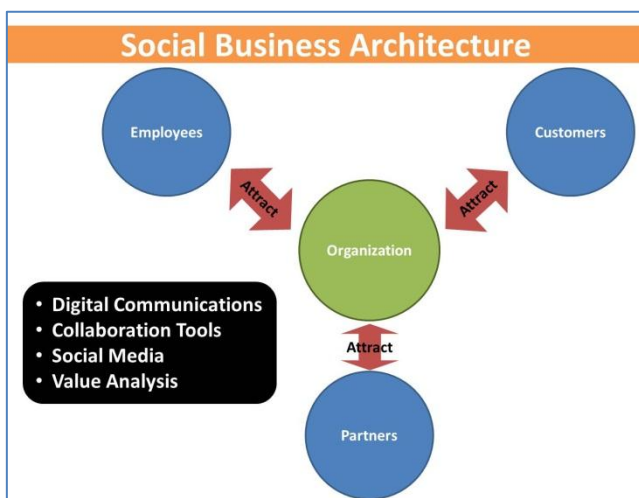 Social Business Architecture
Employees
Customers
Attract
Attract
Organization
• Digital Communications
• Collaboration Tools
• Social Media
• Value Analysis
Attract
Partners